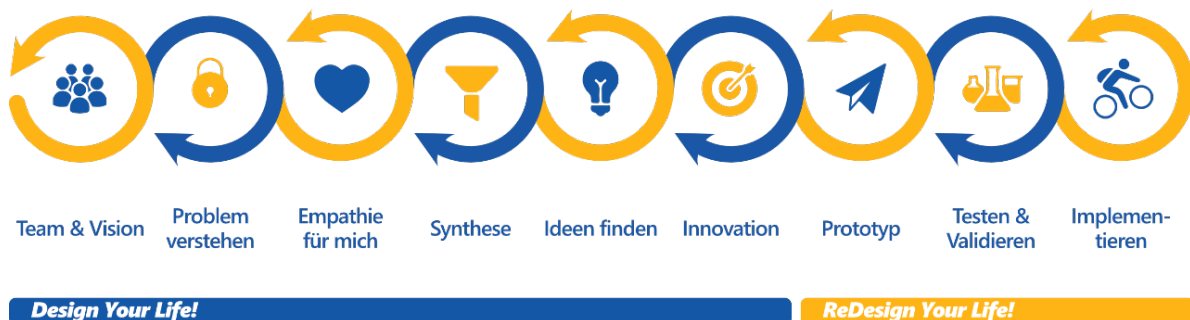 Team & Vision
Problem
verstehen
Empathie
für mich
Synthese
Ideen finden
Innovation
Prototyp
Testen &
Validieren
Implemen-
tieren
Design Your Life!
ReDesign Your Life!